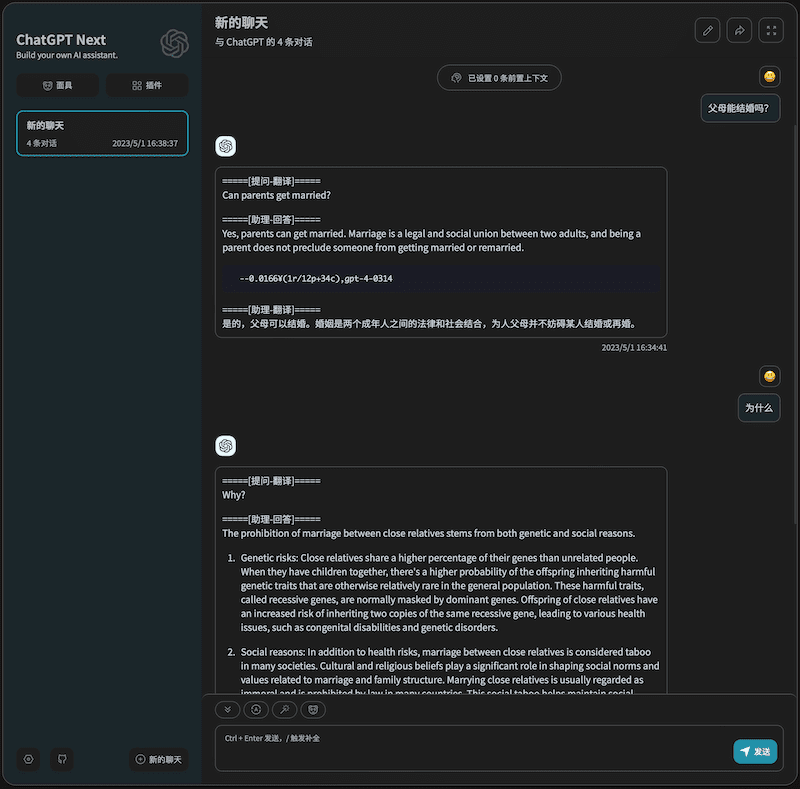 ChatGPT Next
Build your own AI assistant.
面具
插件
新的聊天
4 条对话
2023/5/1 16:38:37
新的聊天
新的聊天
与 ChatGPT 的 4 条对话
已设置 0 条前置上下文
父母能结婚吗？
=====[提问-翻译]=====
Can parents get married?
=====[助理-回答]=====
Yes, parents can get married. Marriage is a legal and social union between two adults, and being a
parent does not preclude someone from getting married or remarried.
--0.0166¥(1r/12p+34c),gpt-4-0314
=====[助理-翻译]=====
是的，父母可以结婚。婚姻是两个成年人之间的法律和社会结合，为人父母并不妨碍某人结婚或再婚。
2023/5/1 16:34:41
为什么
=====[提问-翻译]=====
Why?
=====[助理-回答]=====
The prohibition of marriage between close relatives stems from both genetic and social reasons.
1. Genetic risks: Close relatives share a higher percentage of their genes than unrelated people.
When they have children together, there's a higher probability of the offspring inheriting harmful
genetic traits that are otherwise relatively rare in the general population. These harmful traits,
called recessive genes, are normally masked by dominant genes. Offspring of close relatives have
an increased risk of inheriting two copies of the same recessive gene, leading to various health
issues, such as congenital disabilities and genetic disorders.
2. Social reasons: In addition to health risks, marriage between close relatives is considered taboo
in many societies. Cultural and religious beliefs play a significant role in shaping social norms and
values related to marriage and family structure. Marrying close relatives is usually regarded as
immoral and is prohibited by law in many countries. This social taboo helps maintain social
Ctrl + Enter 发送，/ 触发补全
发送